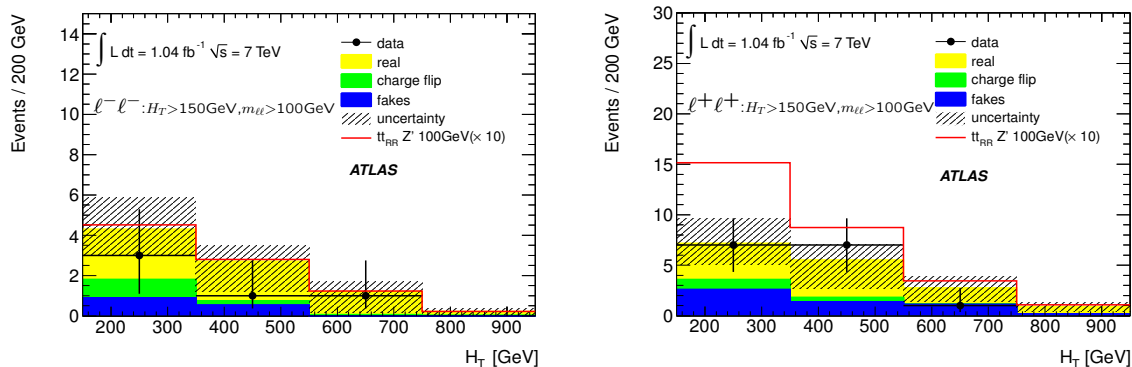 Events / 200 GeV
14
12
10
8
6
4
2
0
∫ L dt = 1.04 fb⁻¹ √s = 7 TeV
ℓ⁻ℓ⁻:H_T>150GeV,m_ℓℓ>100GeV
data
real
charge flip
fakes
uncertainty
tt_RR Z' 100GeV(× 10)
ATLAS
200 300 400 500 600 700 800 900
H_T [GeV]
Events / 200 GeV
30
25
20
15
10
5
0
∫ L dt = 1.04 fb⁻¹ √s = 7 TeV
ℓ⁺ℓ⁺:H_T>150GeV,m_ℓℓ>100GeV
data
real
charge flip
fakes
uncertainty
tt_RR Z' 100GeV(× 10)
ATLAS
200 300 400 500 600 700 800 900
H_T [GeV]